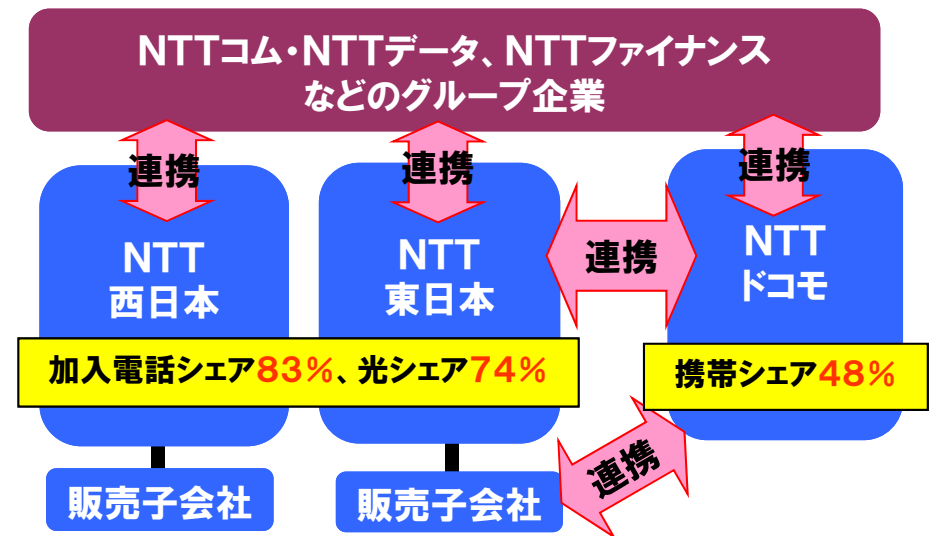 NTTコム・NTTデータ、NTTファイナンス
などのグループ企業
連携
連携
連携
NTT
西日本
NTT
東日本
連携
NTT
ドコモ
加入電話シェア83%、光シェア74%
携帯シェア48%
連携
販売子会社
販売子会社